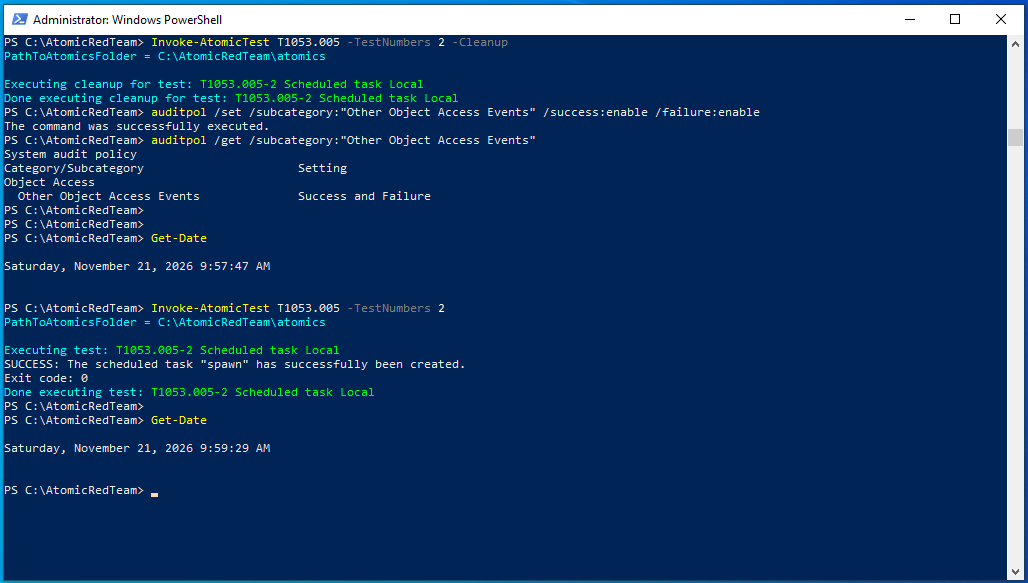 Administrator: Windows PowerShell
PS C:\AtomicRedTeam> Invoke-AtomicTest T1053.005 -TestNumbers 2 -Cleanup
PathToAtomicsFolder = C:\AtomicRedTeam\atomics
Executing cleanup for test: T1053.005-2 Scheduled task Local
Done executing cleanup for test: T1053.005-2 Scheduled task Local
PS C:\AtomicRedTeam> auditpol /set /subcategory:"Other Object Access Events" /success:enable /failure:enable
The command was successfully executed.
PS C:\AtomicRedTeam> auditpol /get /subcategory:"Other Object Access Events"
System audit policy
Category/Subcategory                      Setting
Object Access
  Other Object Access Events              Success and Failure
PS C:\AtomicRedTeam>
PS C:\AtomicRedTeam>
PS C:\AtomicRedTeam> Get-Date
Saturday, November 21, 2026 9:57:47 AM
PS C:\AtomicRedTeam> Invoke-AtomicTest T1053.005 -TestNumbers 2
PathToAtomicsFolder = C:\AtomicRedTeam\atomics
Executing test: T1053.005-2 Scheduled task Local
SUCCESS: The scheduled task "spawn" has successfully been created.
Exit code: 0
Done executing test: T1053.005-2 Scheduled task Local
PS C:\AtomicRedTeam>
PS C:\AtomicRedTeam> Get-Date
Saturday, November 21, 2026 9:59:29 AM
PS C:\AtomicRedTeam>